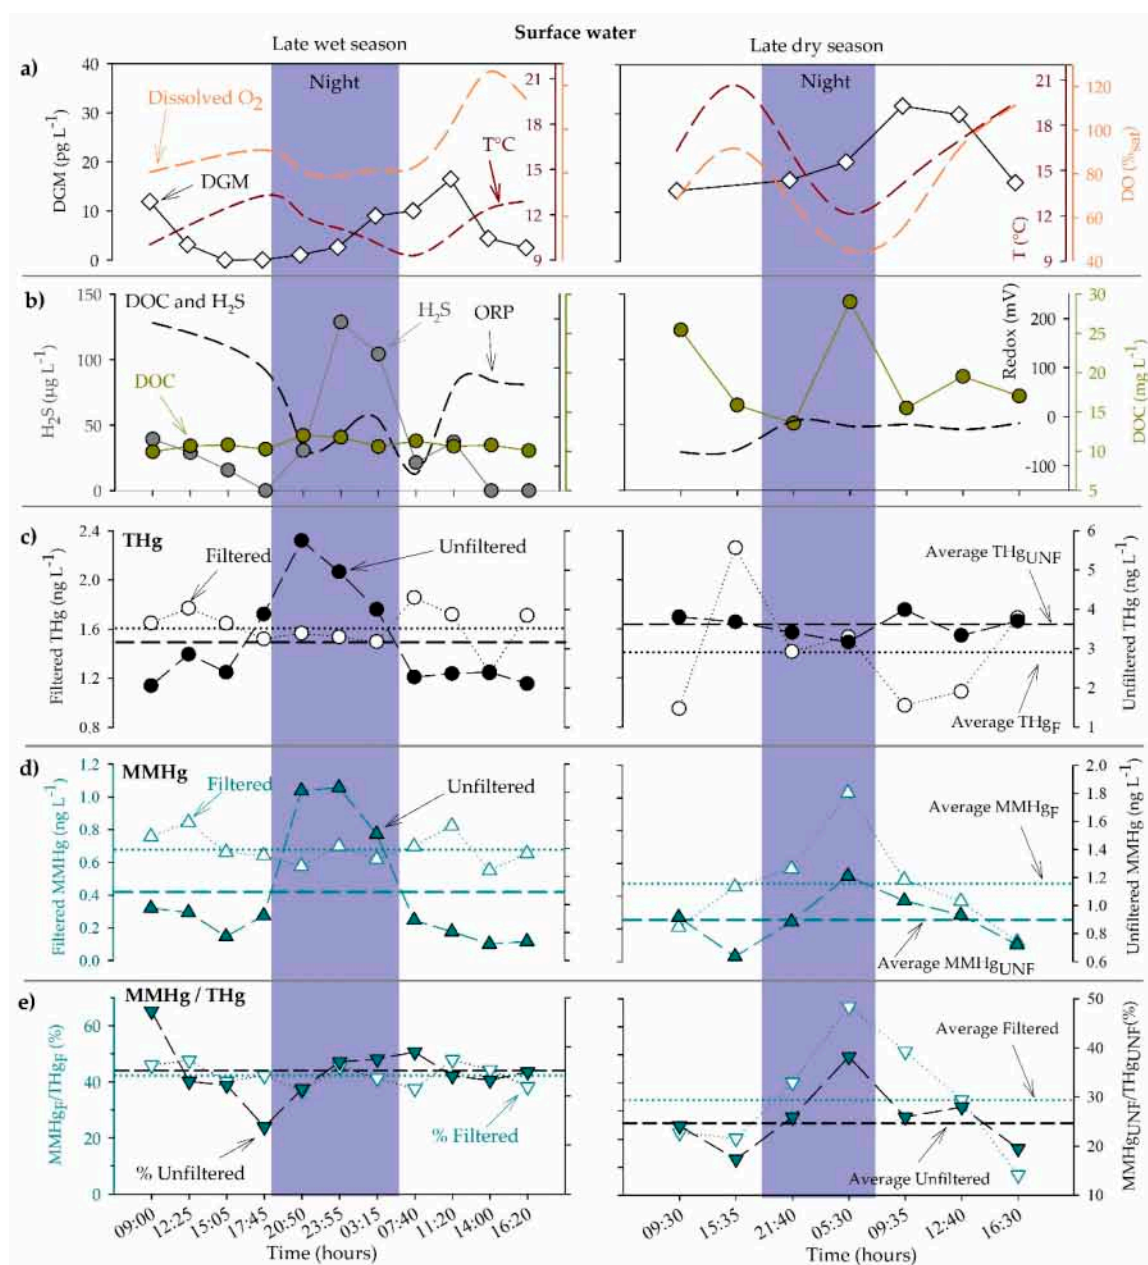 Surface water
Late wet season
Late dry season
a)
40
30
20
10
0
DGM (pg L-1)
Dissolved O2
Night
DGM
T°C
21
18
15
12
9
Night
21
18
15
12
9
T (°C)
120
100
80
60
40
DO (%sat)
b)
DOC and H2S
150
100
50
0
H2S (µg L-1)
DOC
H2S
ORP
Redox (mV)
200
100
0
-100
30
25
20
15
10
5
DOC (mg L-1)
c)
THg
2.4
2.0
1.6
1.2
0.8
Filtered THg (ng L-1)
Filtered
Unfiltered
Average THgUNF
Average THgF
6
5
4
3
2
1
Unfiltered THg (ng L-1)
d)
MMHg
1.2
1.0
0.8
0.6
0.4
0.2
0.0
Filtered MMHg (ng L-1)
Filtered
Unfiltered
Average MMHgF
Average MMHgUNF
2.0
1.8
1.6
1.4
1.2
1.0
0.8
0.6
Unfiltered MMHg (ng L-1)
e)
MMHg / THg
60
40
20
0
MMHgF/THgF (%)
% Unfiltered
% Filtered
Average Filtered
Average Unfiltered
50
40
30
20
10
MMHgUNF/THgUNF(%)
09:00
12:25
15:05
17:45
20:50
23:55
03:15
07:40
11:20
14:00
16:20
Time (hours)
09:30
15:35
21:40
05:30
09:35
12:40
16:30
Time (hours)